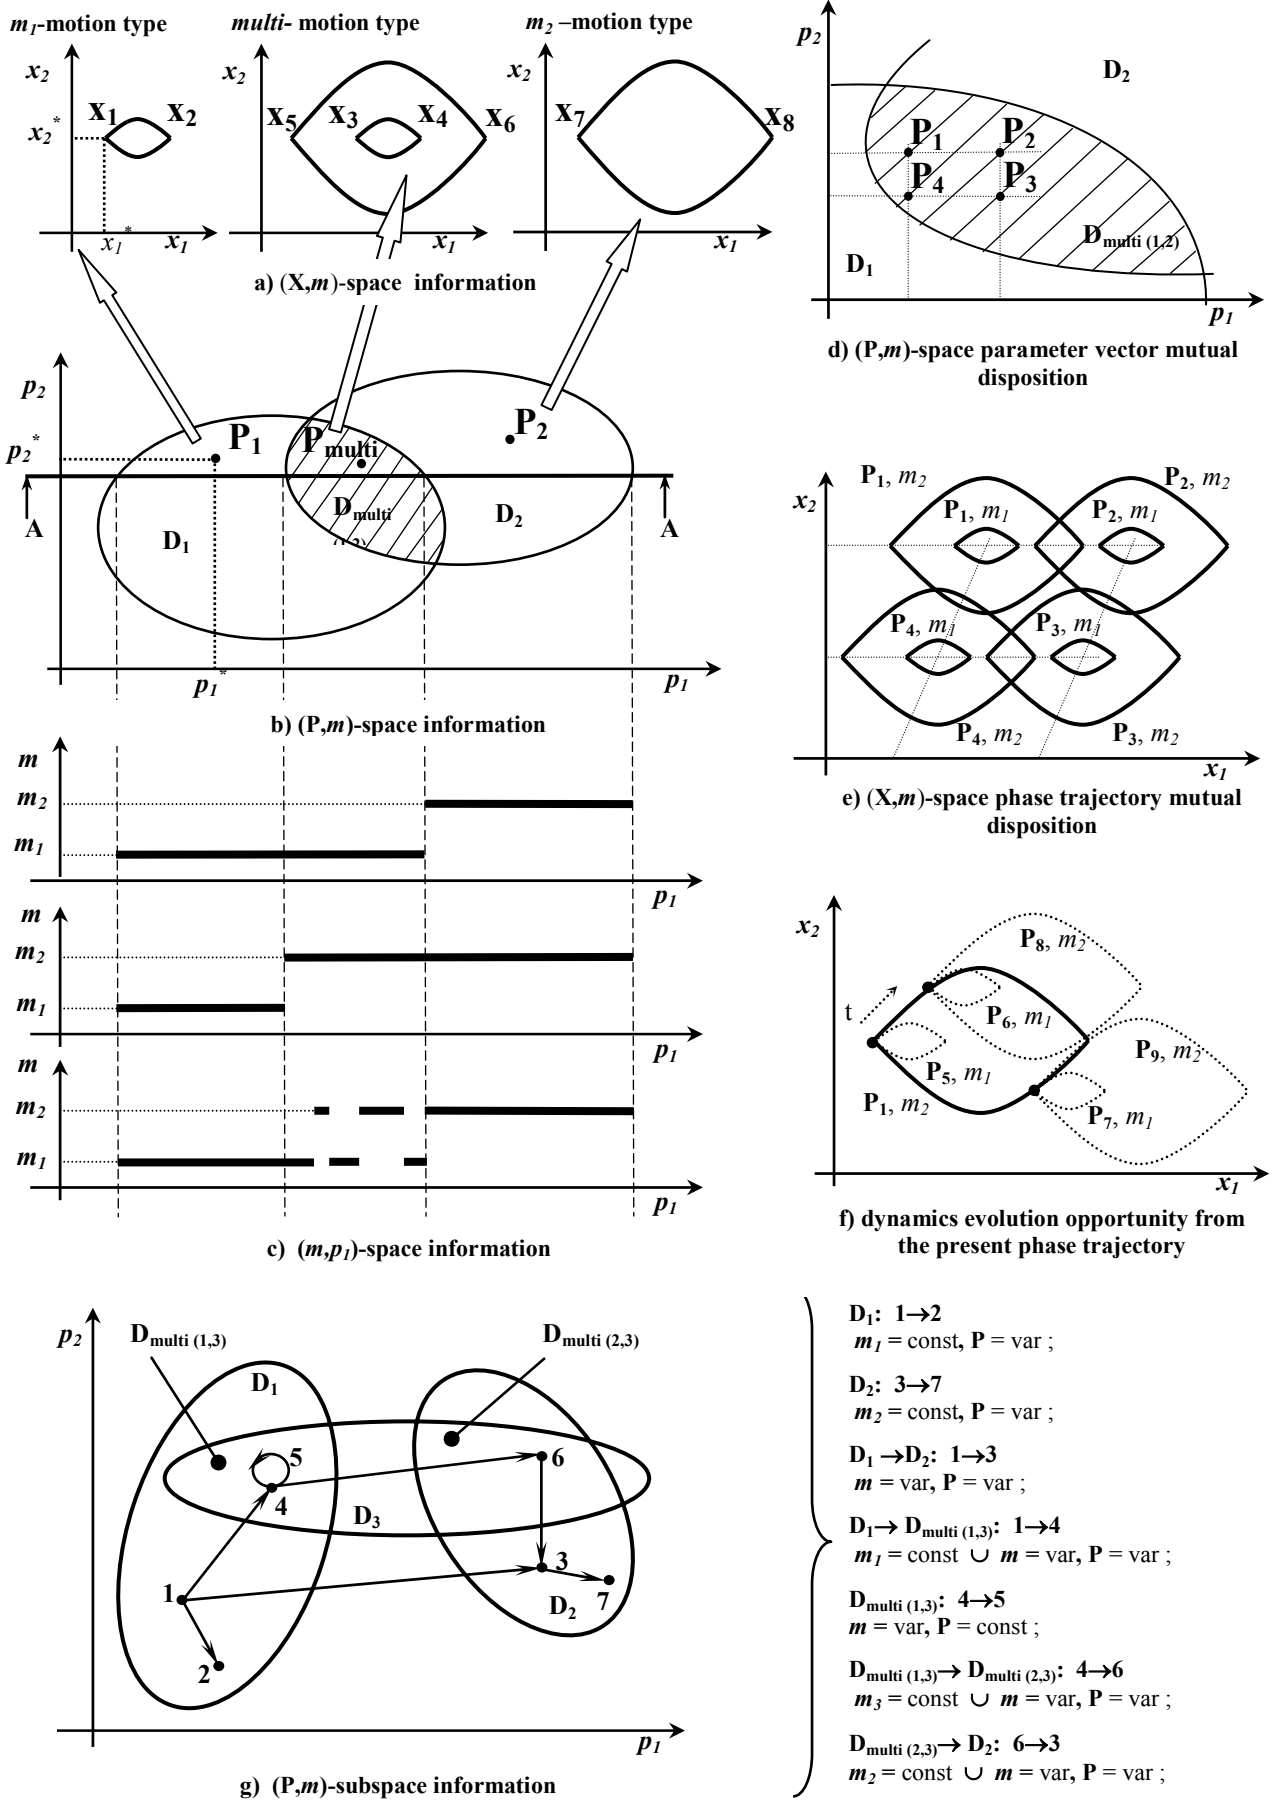 m1-motion type
multi- motion type
m2 –motion type
x2
x1 x2
x2*
x1*
x1
x2
x5 x3 x4 x6
x1
x2
x7 x8
x1
a) (X,m)-space information
p2
p2*
P1
Pmulti
P2
A
A
D1
Dmulti
(1,2)
D2
p1*
p1
b) (P,m)-space information
m
m2
m1
p1
m
m2
m1
p1
m
m2
m1
p1
c) (m,p1)-space information
p2
D2
P1 P2
P4 P3
Dmulti (1,2)
D1
p1
d) (P,m)-space parameter vector mutual
disposition
x2
P1, m2
P2, m2
P1, m1
P2, m1
P4, m1
P3, m1
P4, m2
P3, m2
x1
e) (X,m)-space phase trajectory mutual
disposition
x2
P8, m2
t
P6, m1
P9, m2
P5, m1
P1, m2
P7, m1
x1
f) dynamics evolution opportunity from
the present phase trajectory
p2
Dmulti (1,3)
Dmulti (2,3)
D1
5
6
4
D3
3
1
7
D2
2
p1
g) (P,m)-subspace information
D1: 1→2
m1 = const, P = var ;
D2: 3→7
m2 = const, P = var ;
D1 →D2: 1→3
m = var, P = var ;
D1→ Dmulti (1,3): 1→4
m1 = const ∪ m = var, P = var ;
Dmulti (1,3): 4→5
m = var, P = const ;
Dmulti (1,3)→ Dmulti (2,3): 4→6
m3 = const ∪ m = var, P = var ;
Dmulti (2,3)→ D2: 6→3
m2 = const ∪ m = var, P = var ;